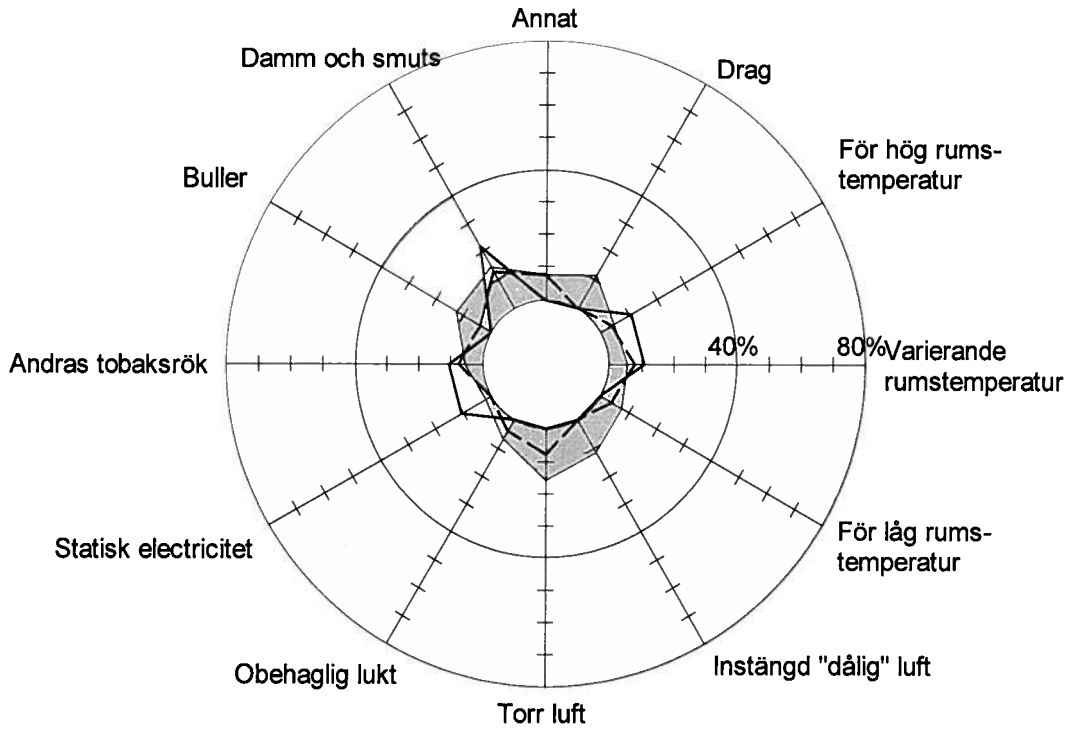 Annat
Damm och smuts
Drag
För hög rums-
temperatur
Buller
40%
80%
Varierande
rumstemperatur
Andras tobaksrök
För låg rums-
temperatur
Statisk electricitet
Instängd "dålig" luft
Obehaglig lukt
Torr luft